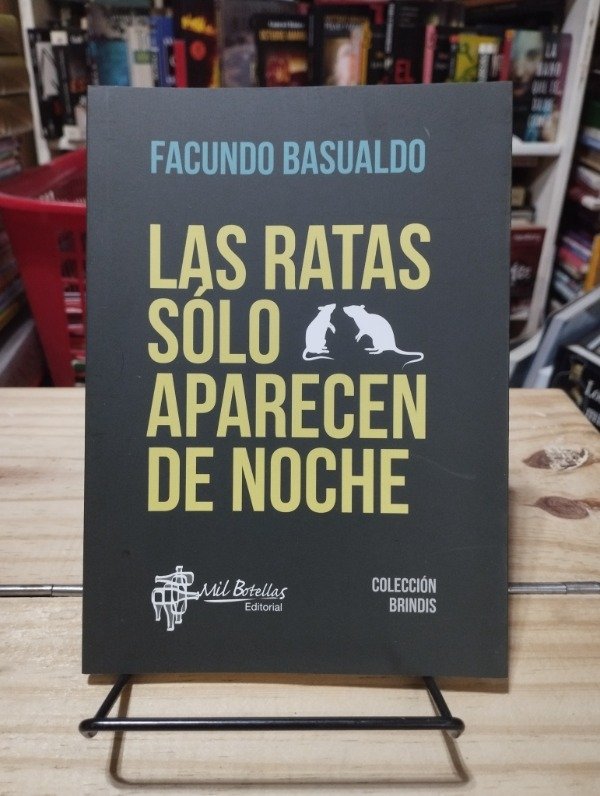 FACUNDO BASUALDO
LAS RATAS
SÓLO
APARECEN
DE NOCHE
Mil Botellas
Editorial
COLECCIÓN
BRINDIS